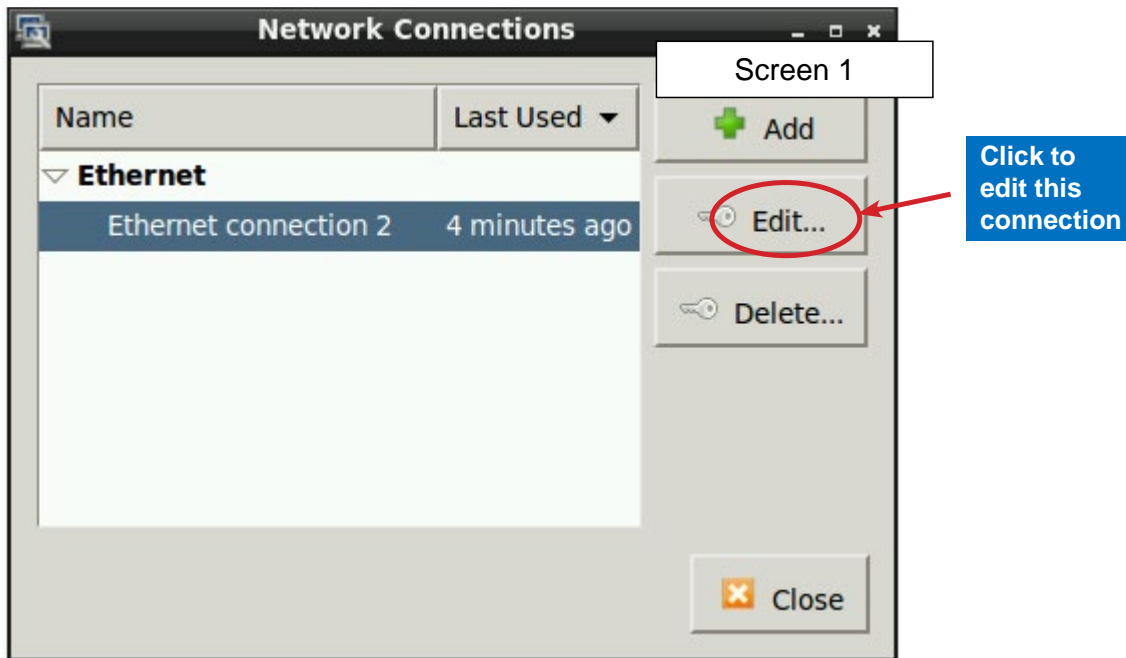 Network Connections
Screen 1
Name Last Used
Add
Ethernet
Ethernet connection 2 4 minutes ago
Edit...
Click to
edit this
connection
Delete...
Close